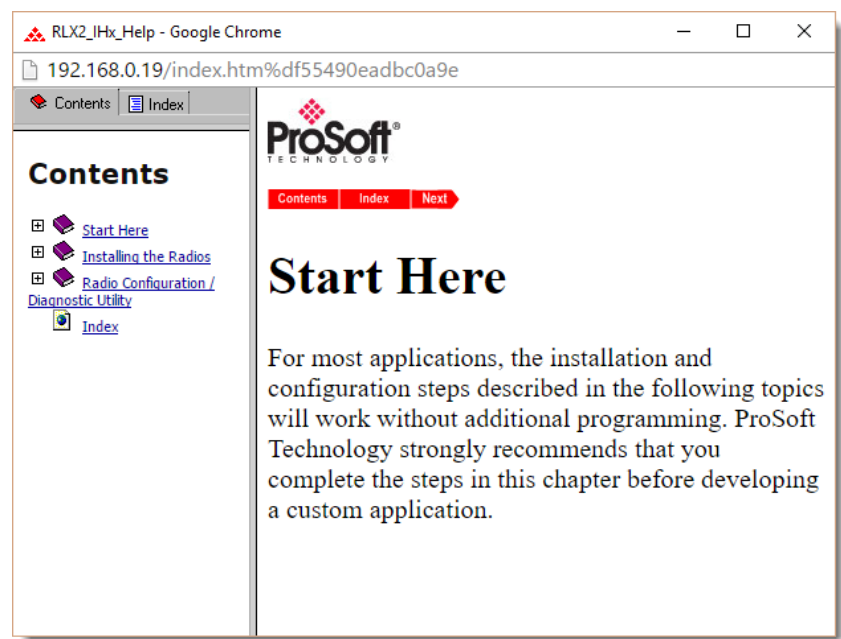 RLX2_IHx_Help - Google Chrome
192.168.0.19/index.htm%df55490eadbc0a9e
Contents Index
Contents
Start Here
Installing the Radios
Radio Configuration /
Diagnostic Utility
Index
ProSoft®
TECHNOLOGY
Contents Index Next
Start Here
For most applications, the installation and
configuration steps described in the following topics
will work without additional programming. ProSoft
Technology strongly recommends that you
complete the steps in this chapter before developing
a custom application.